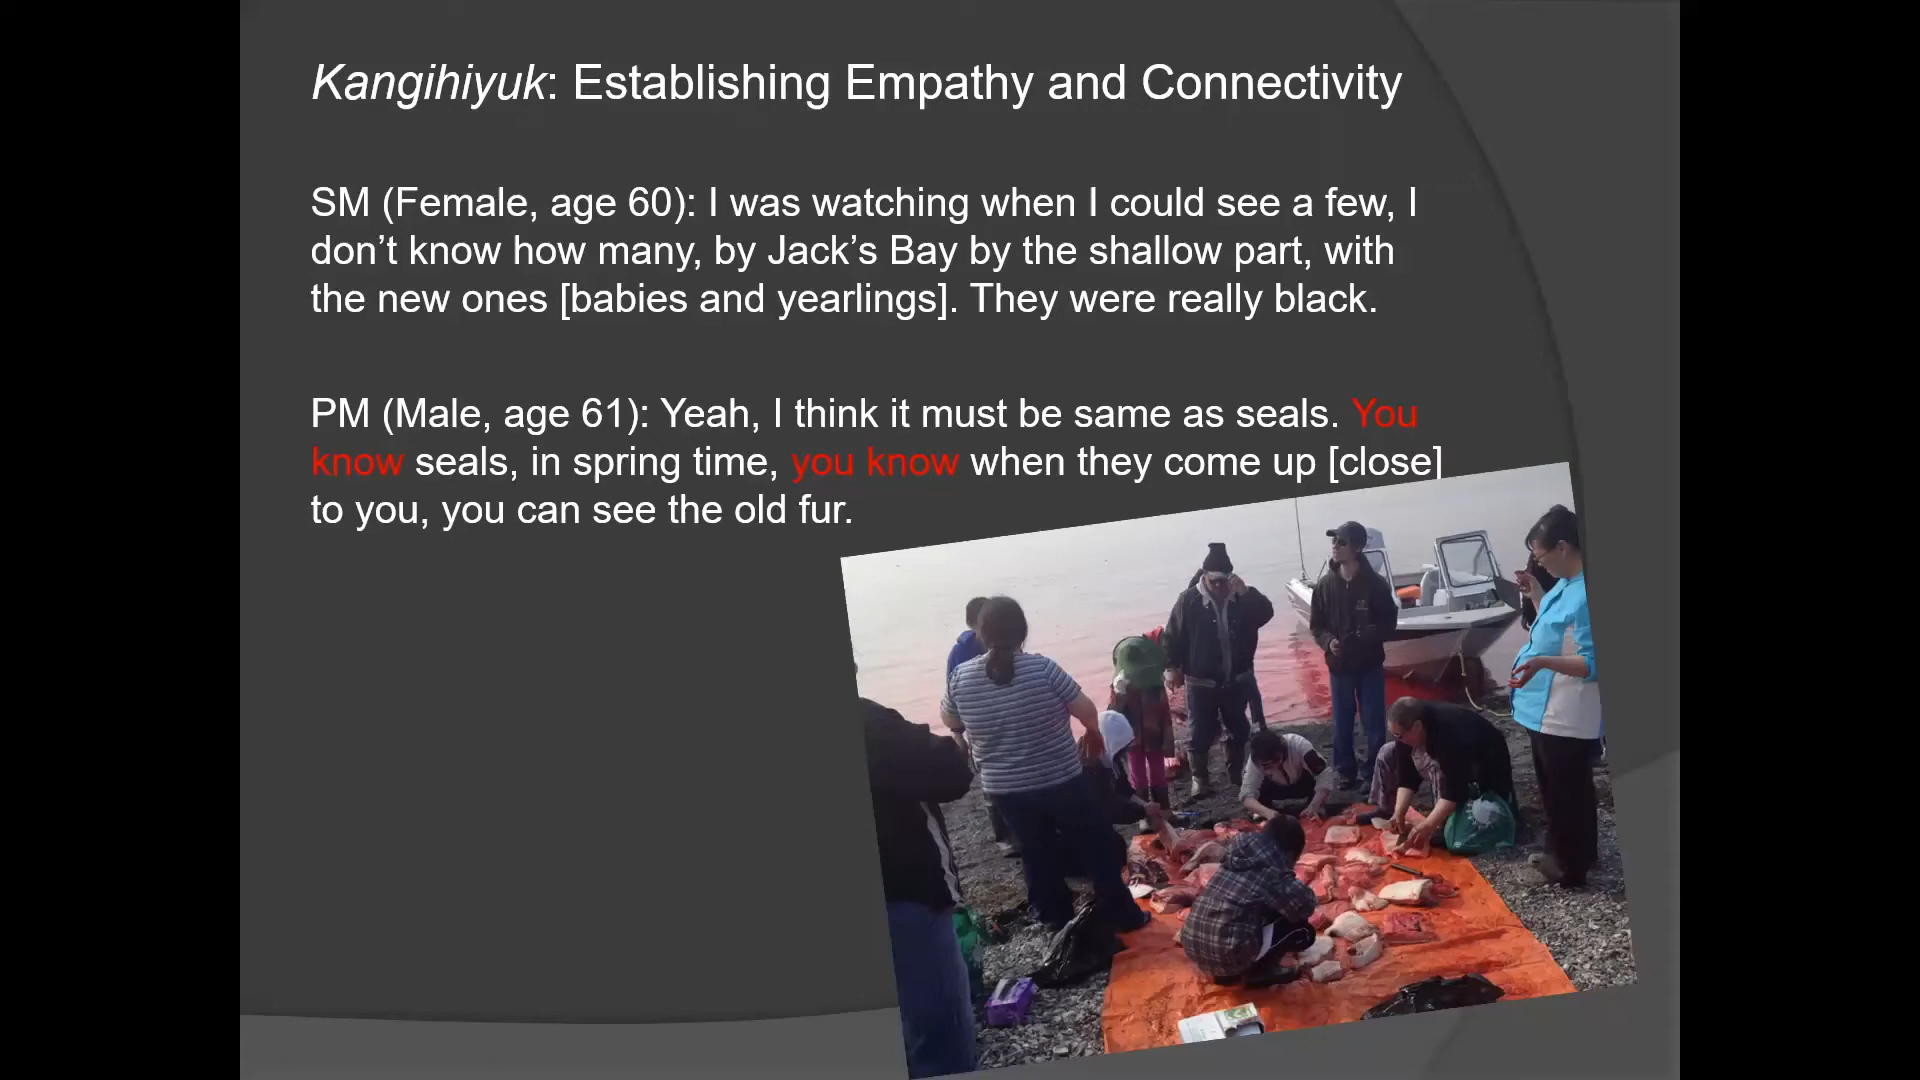 Kangihiyuk: Establishing Empathy and Connectivity
SM (Female, age 60): I was watching when I could see a few, I
don’t know how many, by Jack’s Bay by the shallow part, with
the new ones [babies and yearlings]. They were really black.
PM (Male, age 61): Yeah, I think it must be same as seals. You
know seals, in spring time, you know when they come up [close]
to you, you can see the old fur.